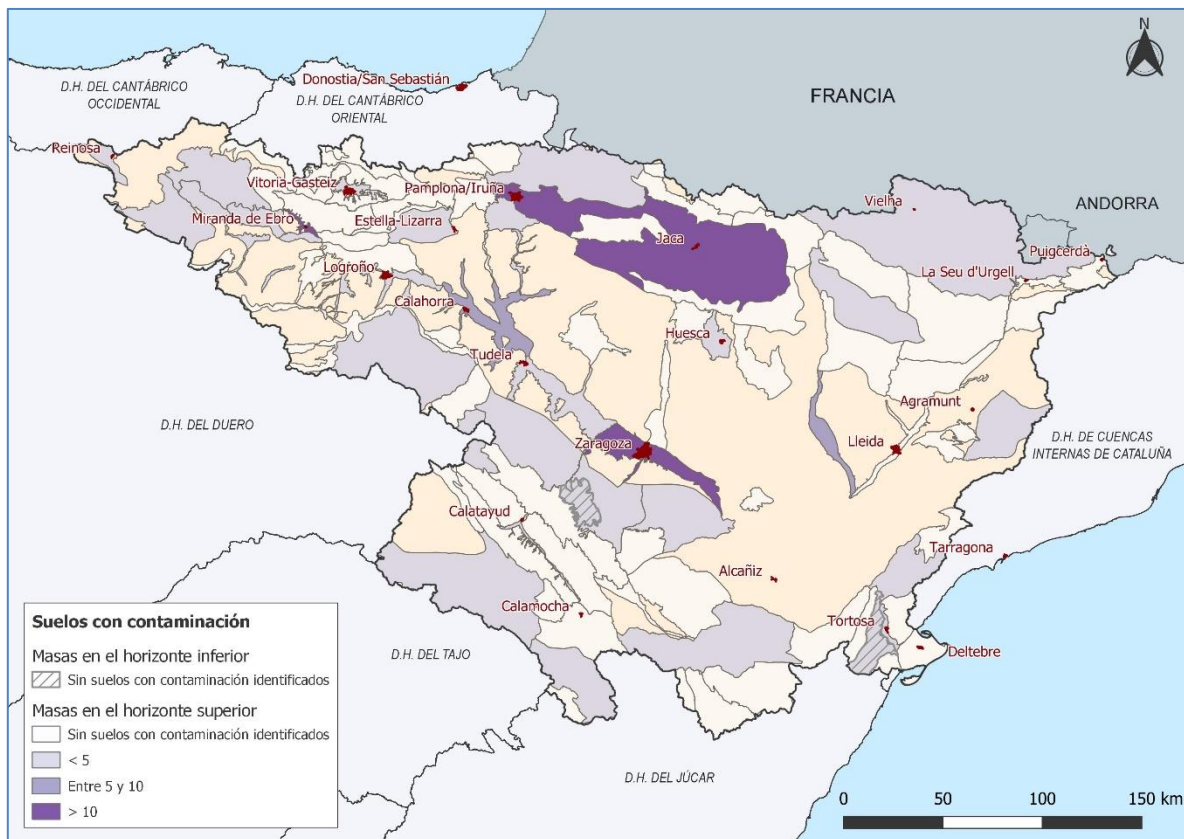 N
Donostia/San Sebastián
D.H. DEL CANTÁBRICO
OCCIDENTAL
D.H. DEL CANTÁBRICO
ORIENTAL
FRANCIA
Reinosa
Vitoria-Gasteiz
Pamplona/Iruña
Vielha
ANDORRA
Miranda de Ebro
Estella-Lizarra
Jaca
Puigcerdà
Logroño
La Seu d'Urgell
Calahorra
Huesca
Tudela
Agramunt
D.H. DEL DUERO
Zaragoza
Lleida
D.H. DE CUENCAS
INTERNAS DE CATALUÑA
Calatayud
Tarragona
Alcañiz
Calamocha
Tortosa
Deltebre
D.H. DEL TAJO
D.H. DEL JÚCAR
Suelos con contaminación
Masas en el horizonte inferior
Sin suelos con contaminación identificados
Masas en el horizonte superior
Sin suelos con contaminación identificados
< 5
Entre 5 y 10
> 10
0 50 100 150 km